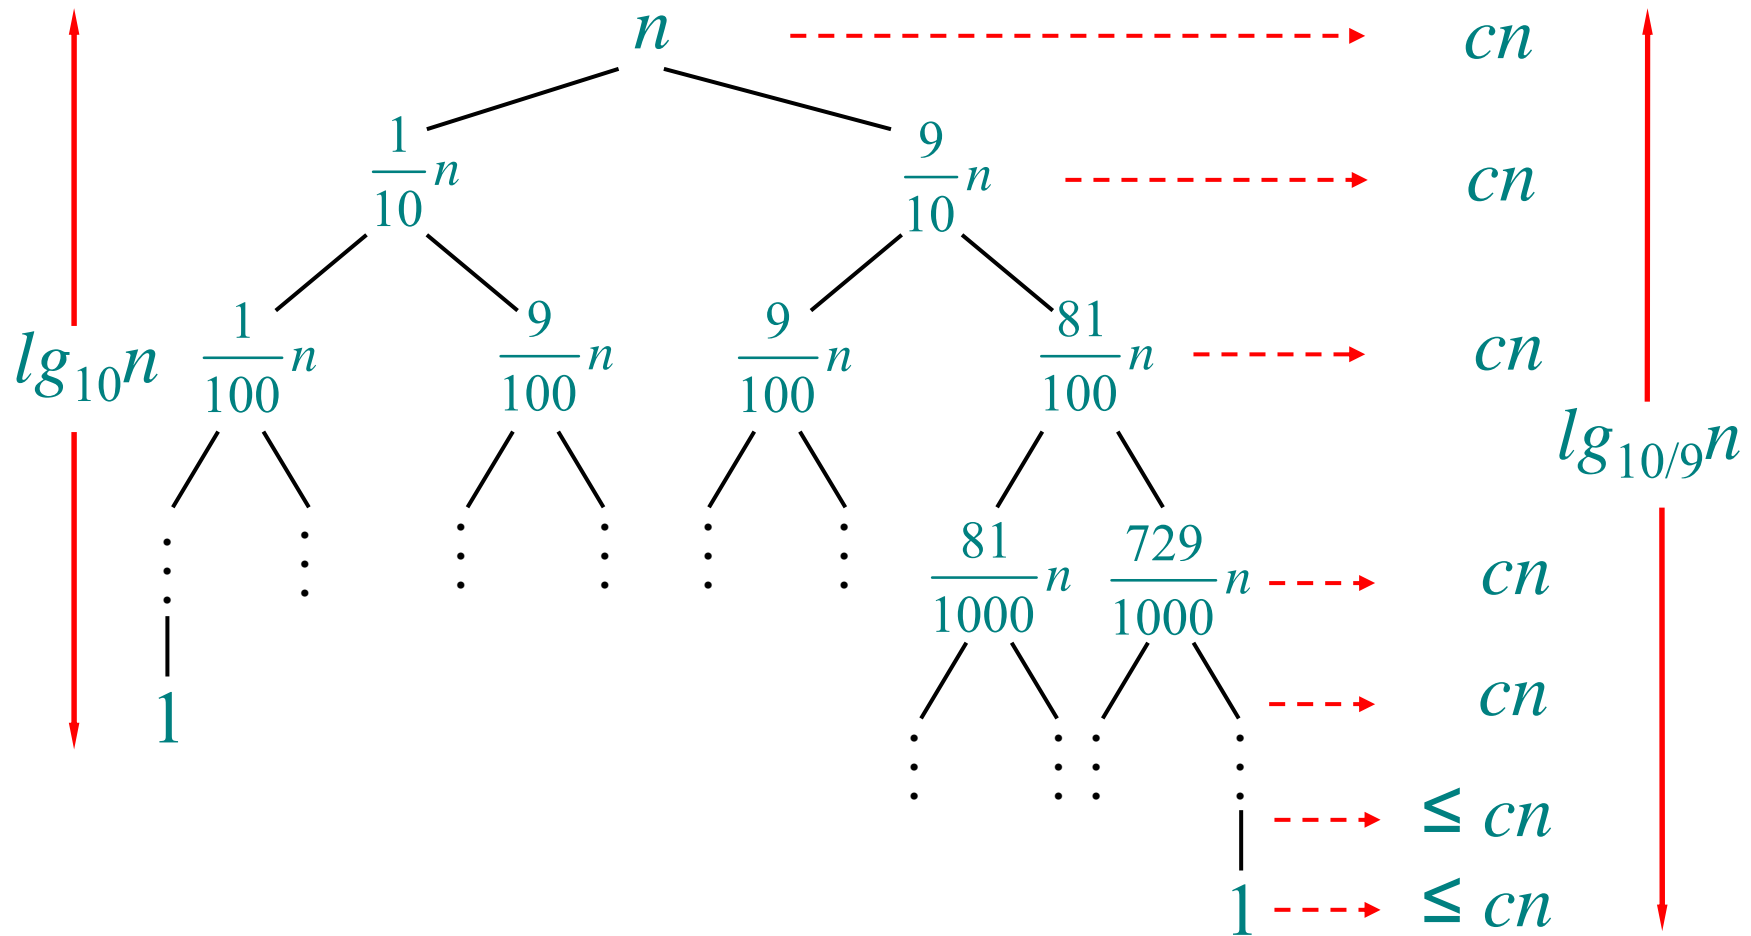 n cn
1/10 n 9/10 n cn
lg₁₀n 1/100 n 9/100 n 9/100 n 81/100 n cn
lg₁₀/₉n
81/1000 n 729/1000 n cn
1 cn
≤ cn
1 ≤ cn